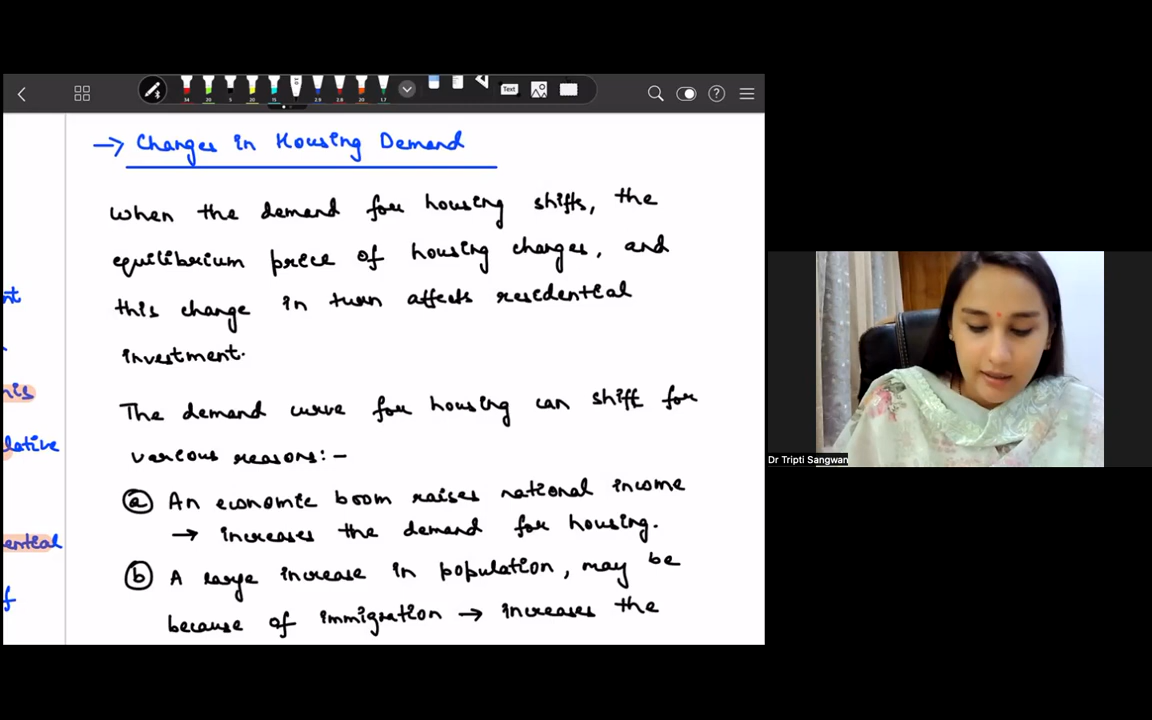 Text
→ Changes in Housing Demand
when the demand for housing shifts, the
equilibrium price of housing changes, and
this change in turn affects residential
investment.
The demand curve for housing can shift for
various reasons:-
(a) An economic boom raises national income
→ increases the demand for housing.
(b) A large increase in population, may be
because of immigration → increases the
Dr Tripti Sangwan